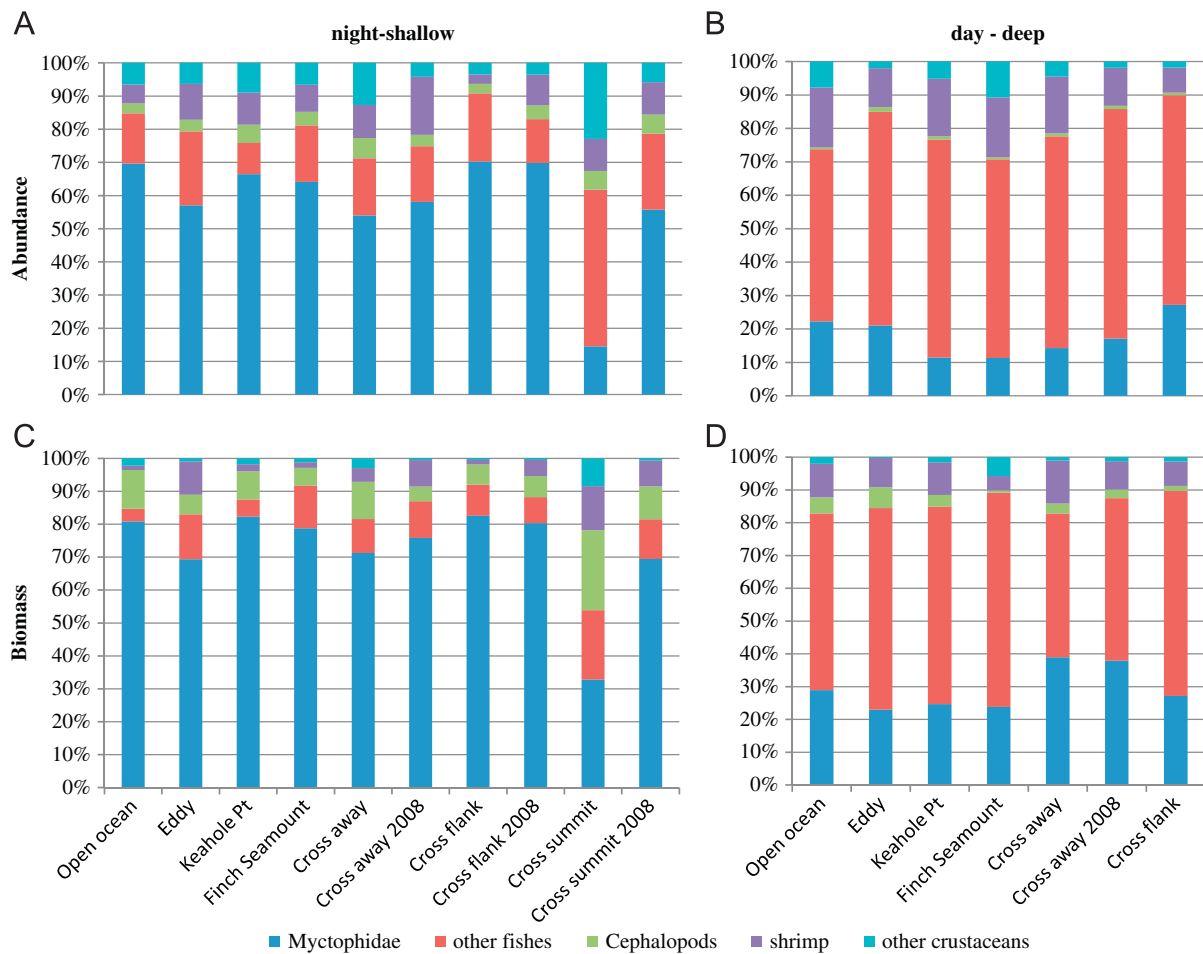 A
night-shallow
100%
90%
80%
70%
60%
50%
40%
30%
20%
10%
0%
Abundance
B
day - deep
100%
90%
80%
70%
60%
50%
40%
30%
20%
10%
0%
C
100%
90%
80%
70%
60%
50%
40%
30%
20%
10%
0%
Biomass
Open ocean
Eddy
Keahole Pt
Finch Seamount
Cross away
Cross away 2008
Cross flank
Cross flank 2008
Cross summit
Cross summit 2008
D
100%
90%
80%
70%
60%
50%
40%
30%
20%
10%
0%
Open ocean
Eddy
Keahole Pt
Finch Seamount
Cross away
Cross away 2008
Cross flank
Myctophidae
other fishes
Cephalopods
shrimp
other crustaceans